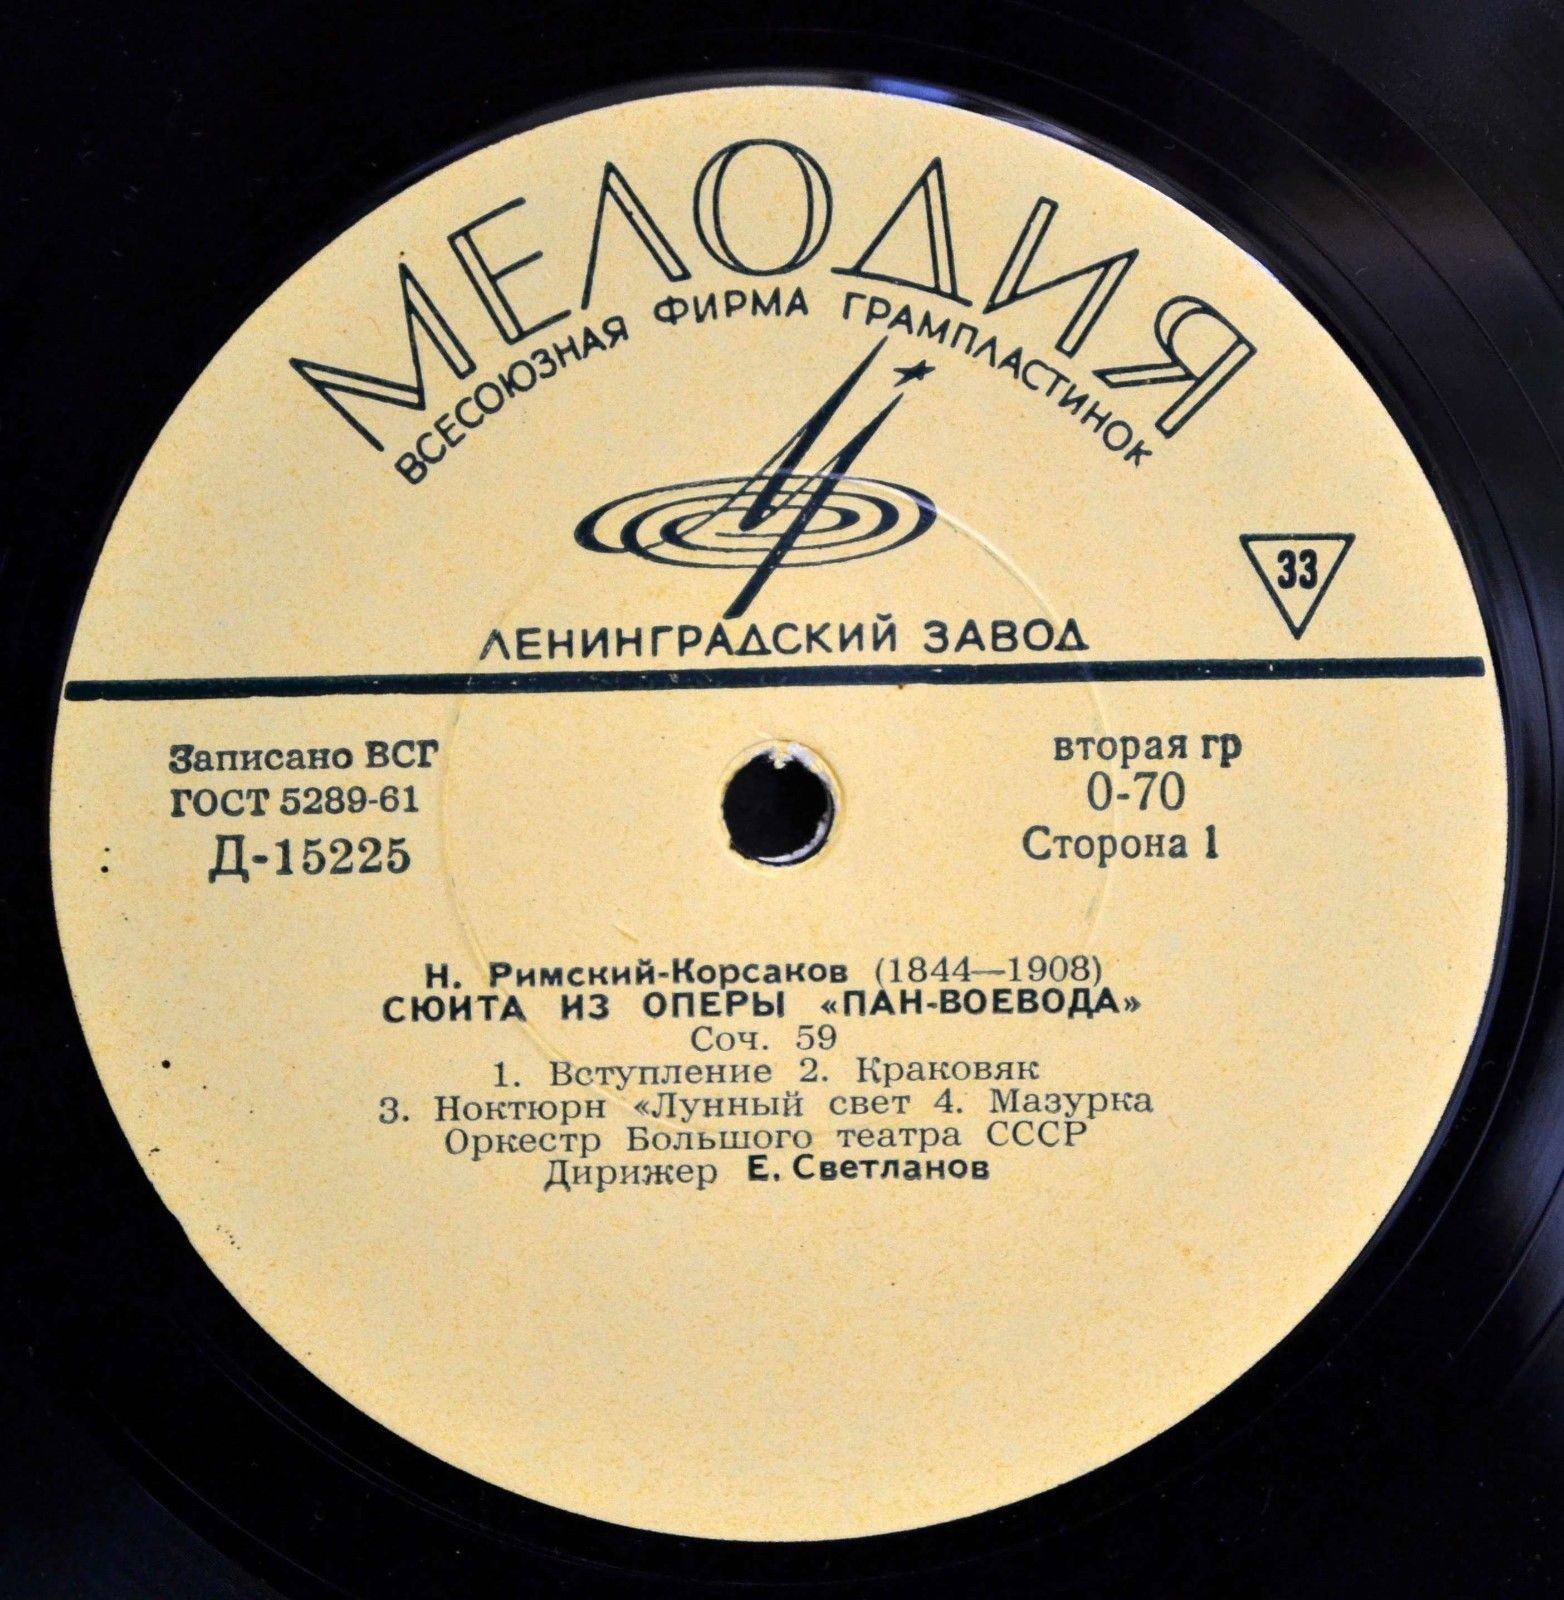 МЕЛОДИЯ
ВСЕСОЮЗНАЯ ФИРМА ГРАМПЛАСТИНОК
33
ЛЕНИНГРАДСКИЙ ЗАВОД
Записано ВСГ
ГОСТ 5289-61
Д-15225
вторая гр
0-70
Сторона 1
Н. Римский-Корсаков (1844—1908)
СЮИТА ИЗ ОПЕРЫ «ПАН-ВОЕВОДА»
Соч. 59
1. Вступление 2. Краковяк
3. Ноктюрн «Лунный свет 4. Мазурка
Оркестр Большого театра СССР
Дирижер Е. Светланов